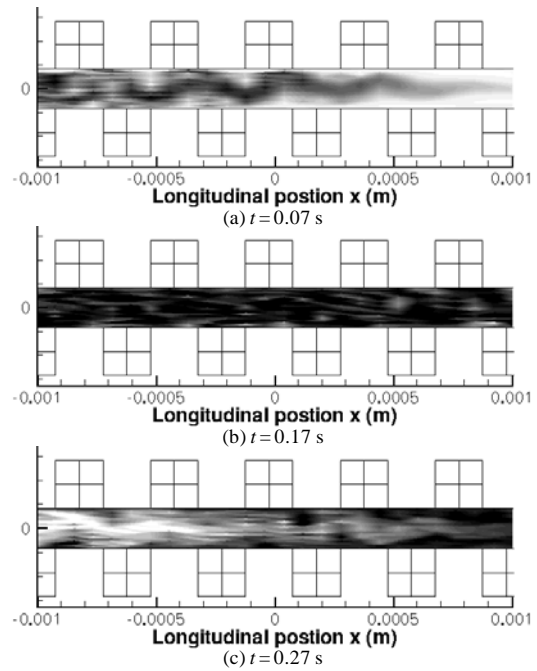 0
-0.001 -0.0005 0 0.0005 0.001
Longitudinal postion x (m)
(a) t = 0.07 s
0
-0.001 -0.0005 0 0.0005 0.001
Longitudinal postion x (m)
(b) t = 0.17 s
0
-0.001 -0.0005 0 0.0005 0.001
Longitudinal postion x (m)
(c) t = 0.27 s